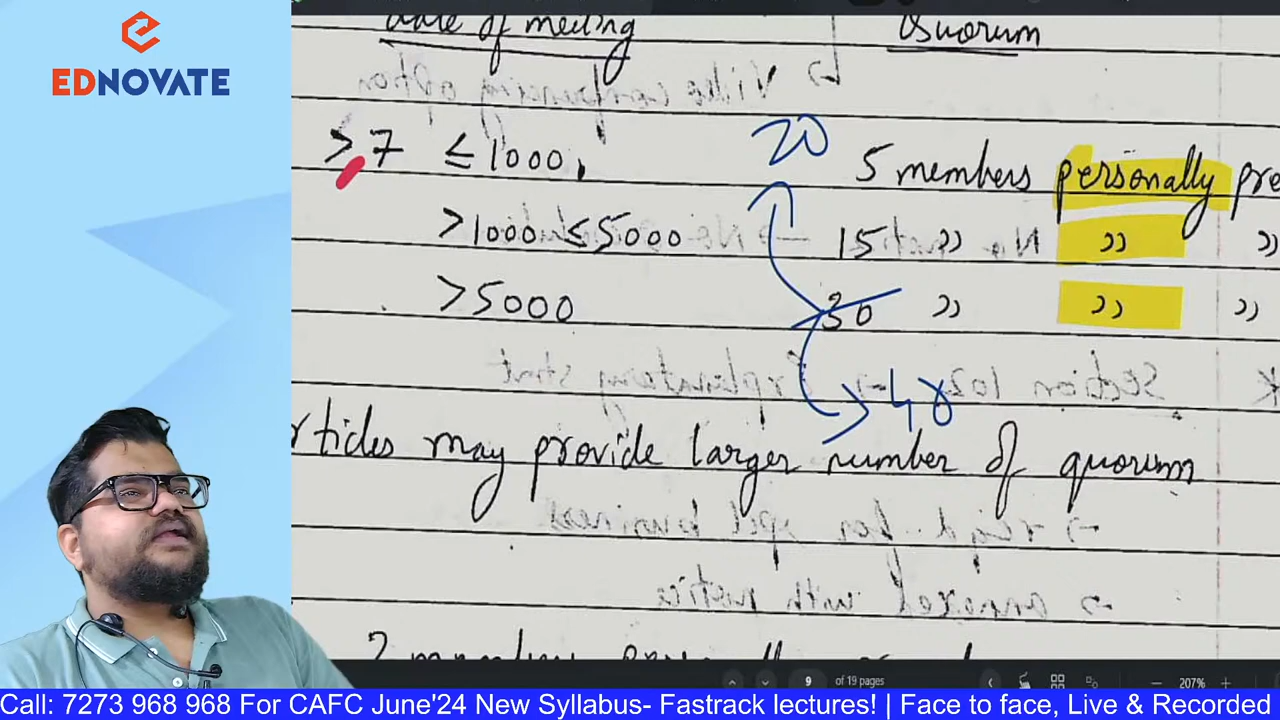 EDNOVATE
date of meeting Quorum
>7 ≤1000, 20 5 members personally pre
>1000 ≤5000 15 〃 〃 〃
>5000 30 〃 〃 〃
→ 48
rticles may provide larger number of quorum
2 members
9 of 19 pages 207%
Call: 7273 968 968 For CAFC June'24 New Syllabus- Fastrack lectures! | Face to face, Live & Recorded